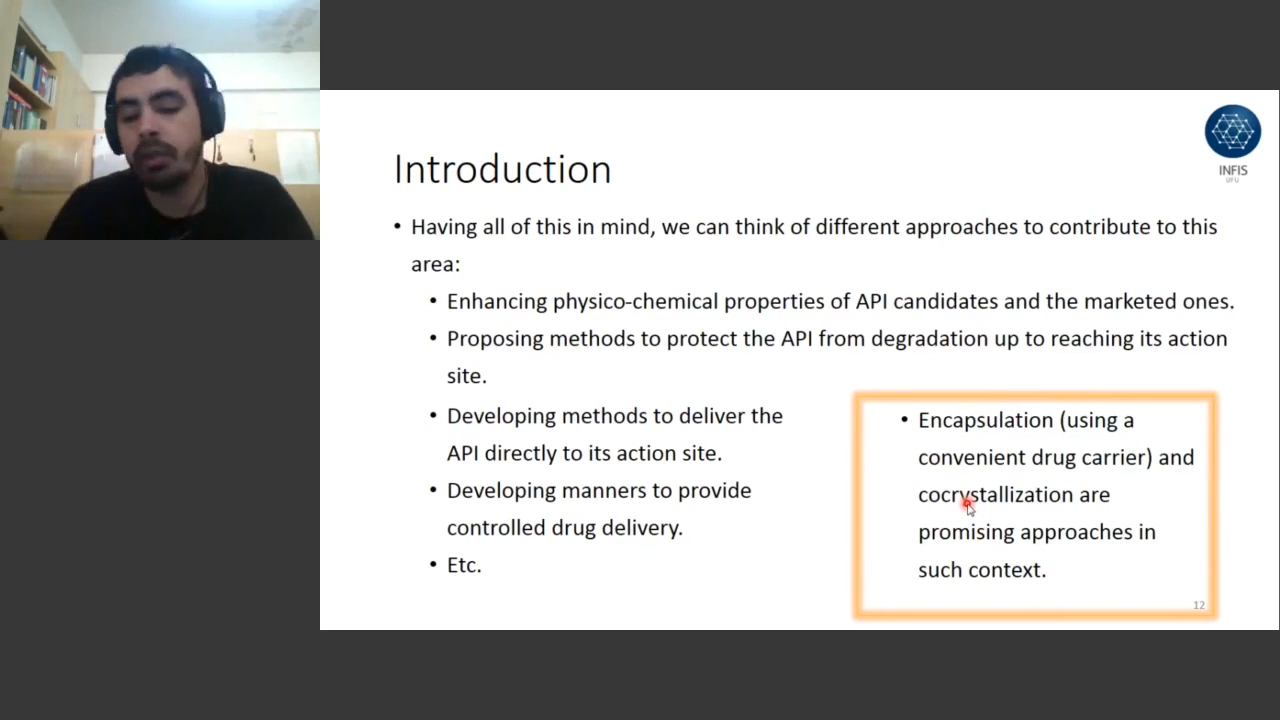 INFIS
UFU
Introduction
• Having all of this in mind, we can think of different approaches to contribute to this
area:
• Enhancing physico-chemical properties of API candidates and the marketed ones.
• Proposing methods to protect the API from degradation up to reaching its action
site.
• Developing methods to deliver the
API directly to its action site.
• Developing manners to provide
controlled drug delivery.
• Etc.
• Encapsulation (using a
convenient drug carrier) and
cocrystallization are
promising approaches in
such context.
12